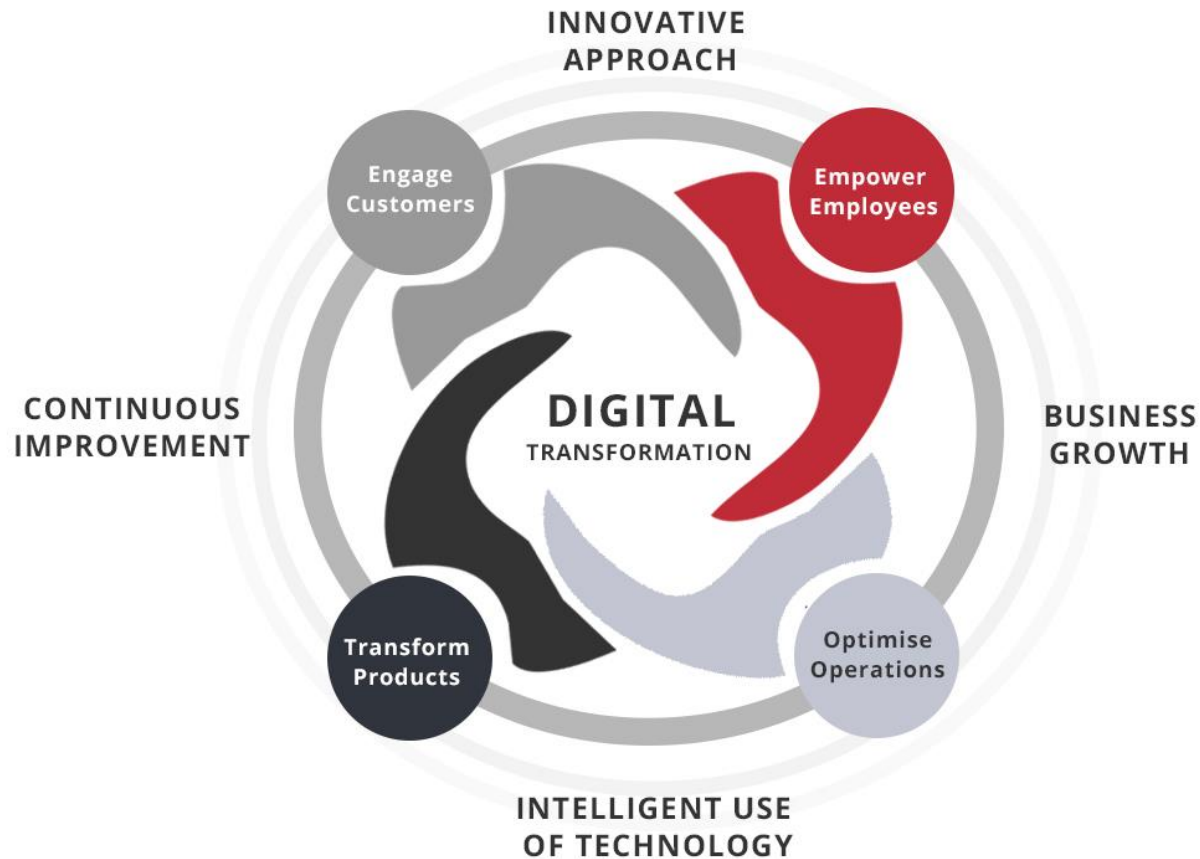 INNOVATIVE
APPROACH
Engage
Customers
Empower
Employees
CONTINUOUS
IMPROVEMENT
DIGITAL
TRANSFORMATION
BUSINESS
GROWTH
Transform
Products
Optimise
Operations
INTELLIGENT USE
OF TECHNOLOGY